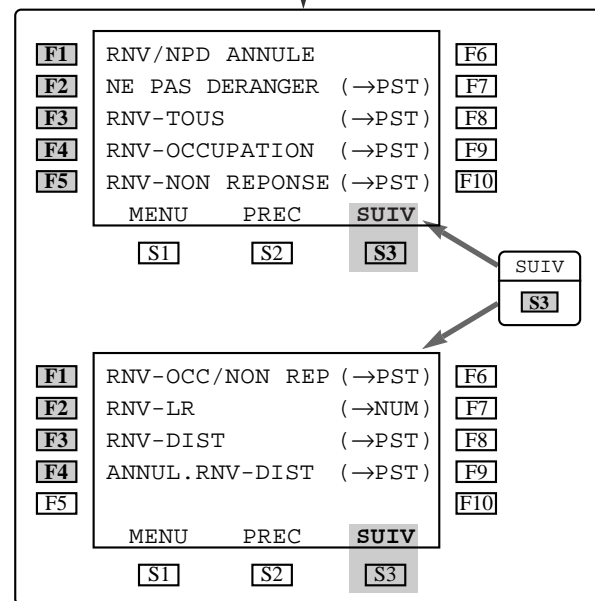 F1 RNV/NPD ANNULE F6
F2 NE PAS DERANGER (→PST) F7
F3 RNV-TOUS (→PST) F8
F4 RNV-OCCUPATION (→PST) F9
F5 RNV-NON REPONSE (→PST) F10
MENU PREC SUIV
S1 S2 S3
SUIV
S3
F1 RNV-OCC/NON REP (→PST) F6
F2 RNV-LR (→NUM) F7
F3 RNV-DIST (→PST) F8
F4 ANNUL.RNV-DIST (→PST) F9
F5 F10
MENU PREC SUIV
S1 S2 S3